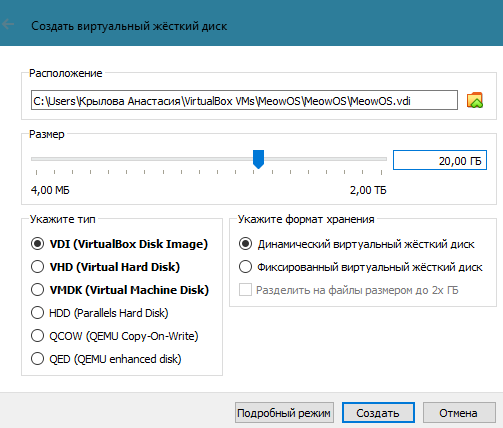 Создать виртуальный жёсткий диск
Расположение
C:\Users\Крылова Анастасия\VirtualBox VMs\MeowOS\MeowOS\MeowOS.vdi
Размер
20,00 ГБ
4,00 МБ 2,00 ТБ
Укажите тип
VDI (VirtualBox Disk Image)
VHD (Virtual Hard Disk)
VMDK (Virtual Machine Disk)
HDD (Parallels Hard Disk)
QCOW (QEMU Copy-On-Write)
QED (QEMU enhanced disk)
Укажите формат хранения
Динамический виртуальный жёсткий диск
Фиксированный виртуальный жёсткий диск
Разделить на файлы размером до 2х ГБ
Подробный режим Создать Отмена